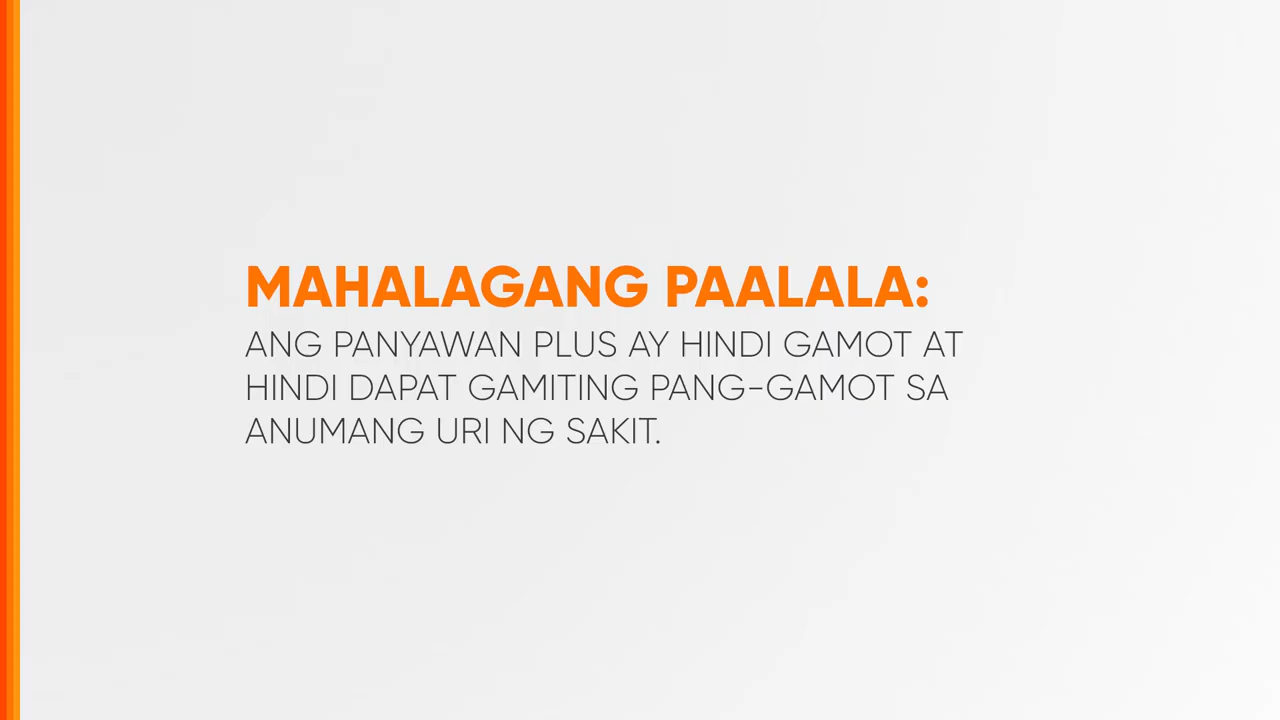 MAHALAGANG PAALALA:
ANG PANYAWAN PLUS AY HINDI GAMOT AT
HINDI DAPAT GAMITING PANG-GAMOT SA
ANUMANG URI NG SAKIT.